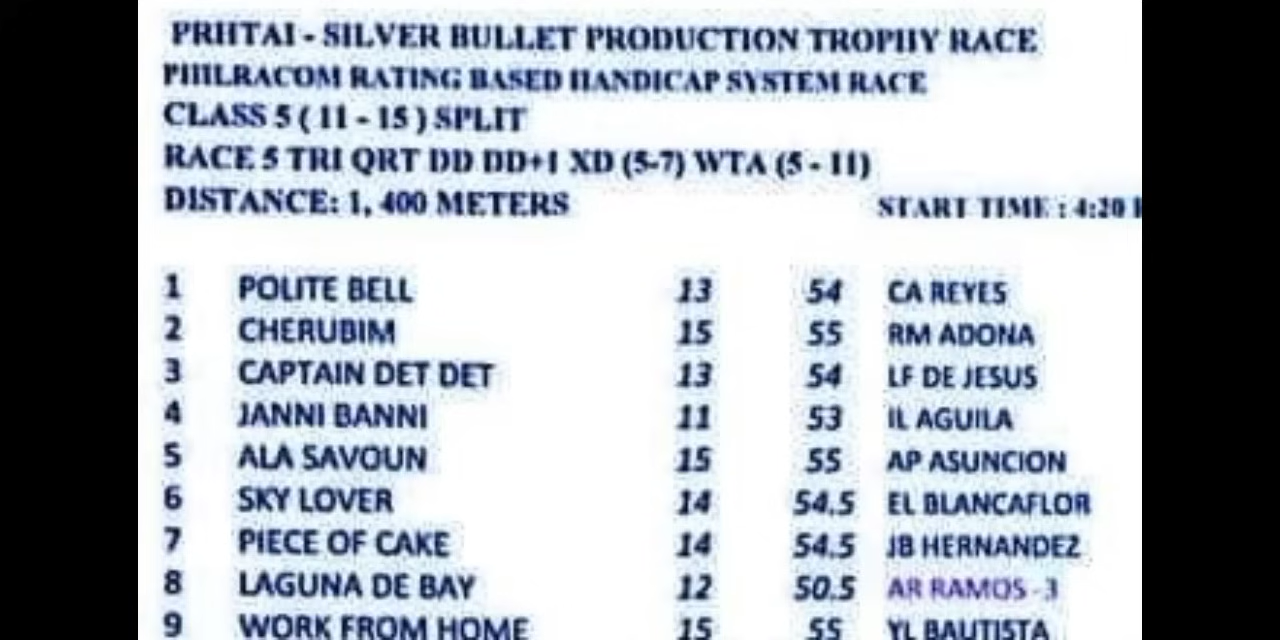 PRHTAI - SILVER BULLET PRODUCTION TROPHY RACE
PHILRACOM RATING BASED HANDICAP SYSTEM RACE
CLASS 5 ( 11 - 15 ) SPLIT
RACE 5 TRI QRT DD DD+1 XD (5-7) WTA (5 - 11)
DISTANCE: 1, 400 METERS START TIME : 4:20
1 POLITE BELL 13 54 CA REYES
2 CHERUBIM 15 55 RM ADONA
3 CAPTAIN DET DET 13 54 LF DE JESUS
4 JANNI BANNI 11 53 IL AGUILA
5 ALA SAVOUN 15 55 AP ASUNCION
6 SKY LOVER 14 54.5 EL BLANCAFLOR
7 PIECE OF CAKE 14 54.5 JB HERNANDEZ
8 LAGUNA DE BAY 12 50.5 AR RAMOS -3
9 WORK FROM HOME 15 55 YL BAUTISTA